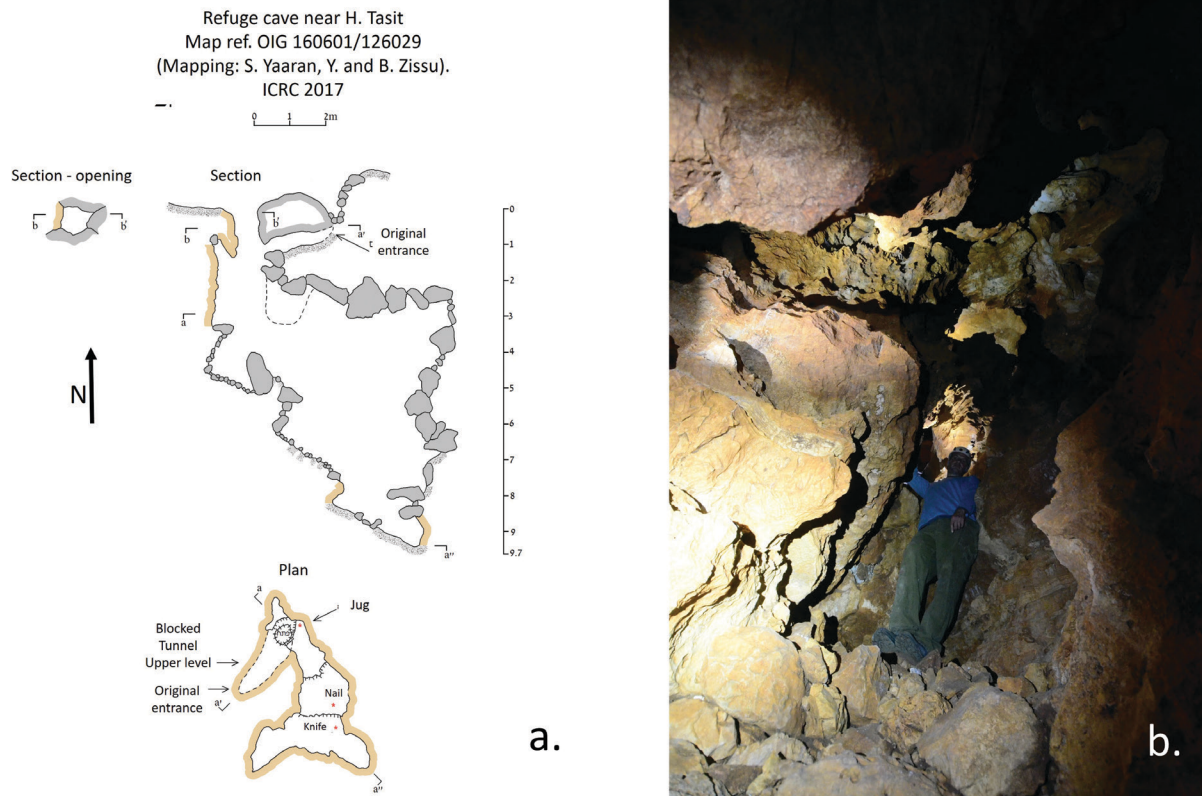 Refuge cave near H. Tasit
Map ref. OIG 160601/126029
(Mapping: S. Yaaran, Y. and B. Zissu).
ICRC 2017
0 1 2m
Section - opening
b b'
Section
b b'
a'
Original
entrance
a
a"
0
1
2
3
4
5
6
7
8
9
9.7
N
Plan
a
Jug
Blocked
Tunnel
Upper level
Original
entrance
a'
Nail
Knife
a"
a.
b.